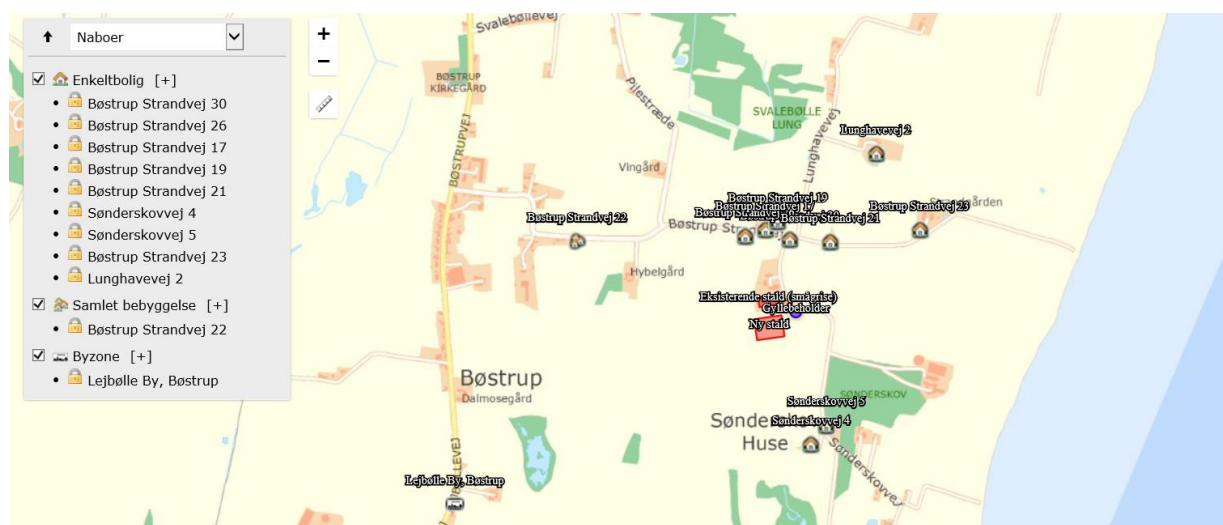 Naboer
Enkeltbolig [+]
Bøstrup Strandvej 30
Bøstrup Strandvej 26
Bøstrup Strandvej 17
Bøstrup Strandvej 19
Bøstrup Strandvej 21
Sønderskovvej 4
Sønderskovvej 5
Bøstrup Strandvej 23
Lunghavevej 2
Samlet bebyggelse [+]
Bøstrup Strandvej 22
Byzone [+]
Lejbølle By, Bøstrup
+
−
Svalebøllevej
BØSTRUP
KIRKEGÅRD
Pilestræde
SVALEBØLLE
LUNG
Lunghavevej
Lunghavevej 2
BØSTRUPVEJ
Vingård
Bøstrup Strandvej 19
Bøstrup Strandvej 17
Bøstrup Strandvej 23
Bøstrup Strandvej 22
Bøstrup Strandvej 21
Hybelgård
Eksisterende stald (smågrise)
Gyllebeholder
Ny stald
Bøstrup
Dalmosegård
SØNDERSKOV
Sønderskovvej 5
Sønderskovvej 4
Huse
Sønderskovvej
Lejbølle By, Bøstrup